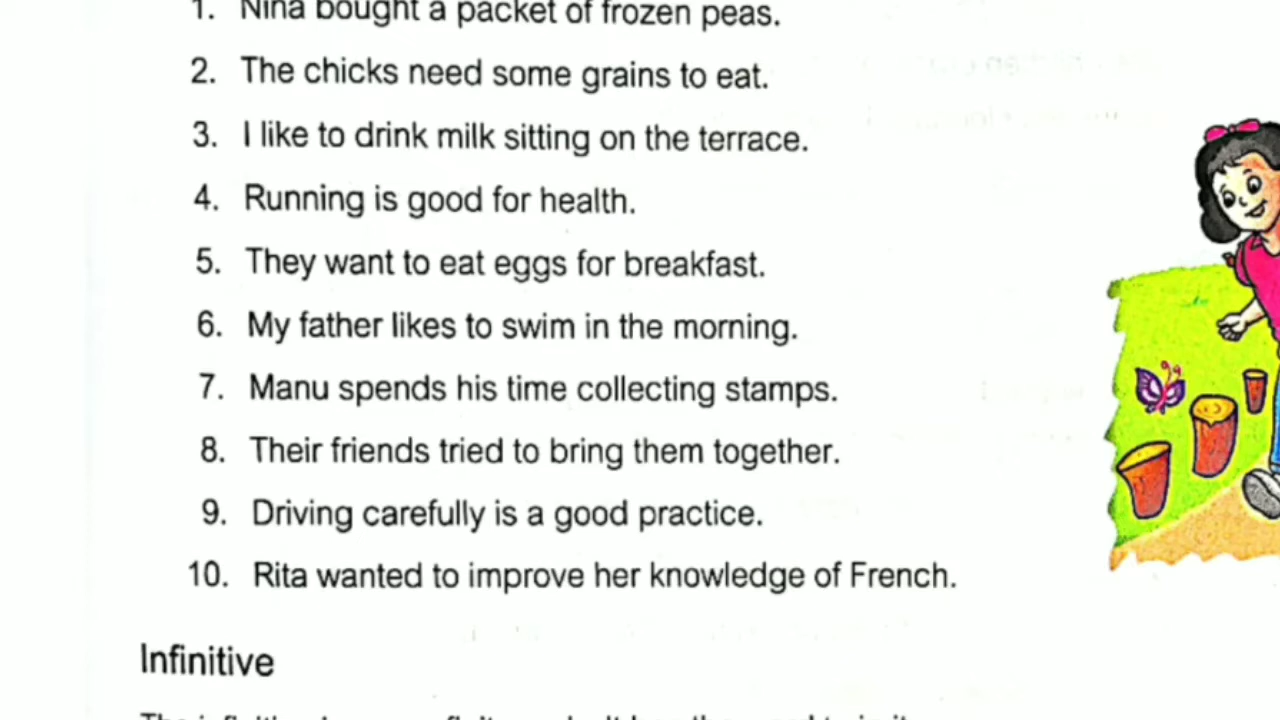 1. Nina bought a packet of frozen peas.
2. The chicks need some grains to eat.
3. I like to drink milk sitting on the terrace.
4. Running is good for health.
5. They want to eat eggs for breakfast.
6. My father likes to swim in the morning.
7. Manu spends his time collecting stamps.
8. Their friends tried to bring them together.
9. Driving carefully is a good practice.
10. Rita wanted to improve her knowledge of French.
Infinitive